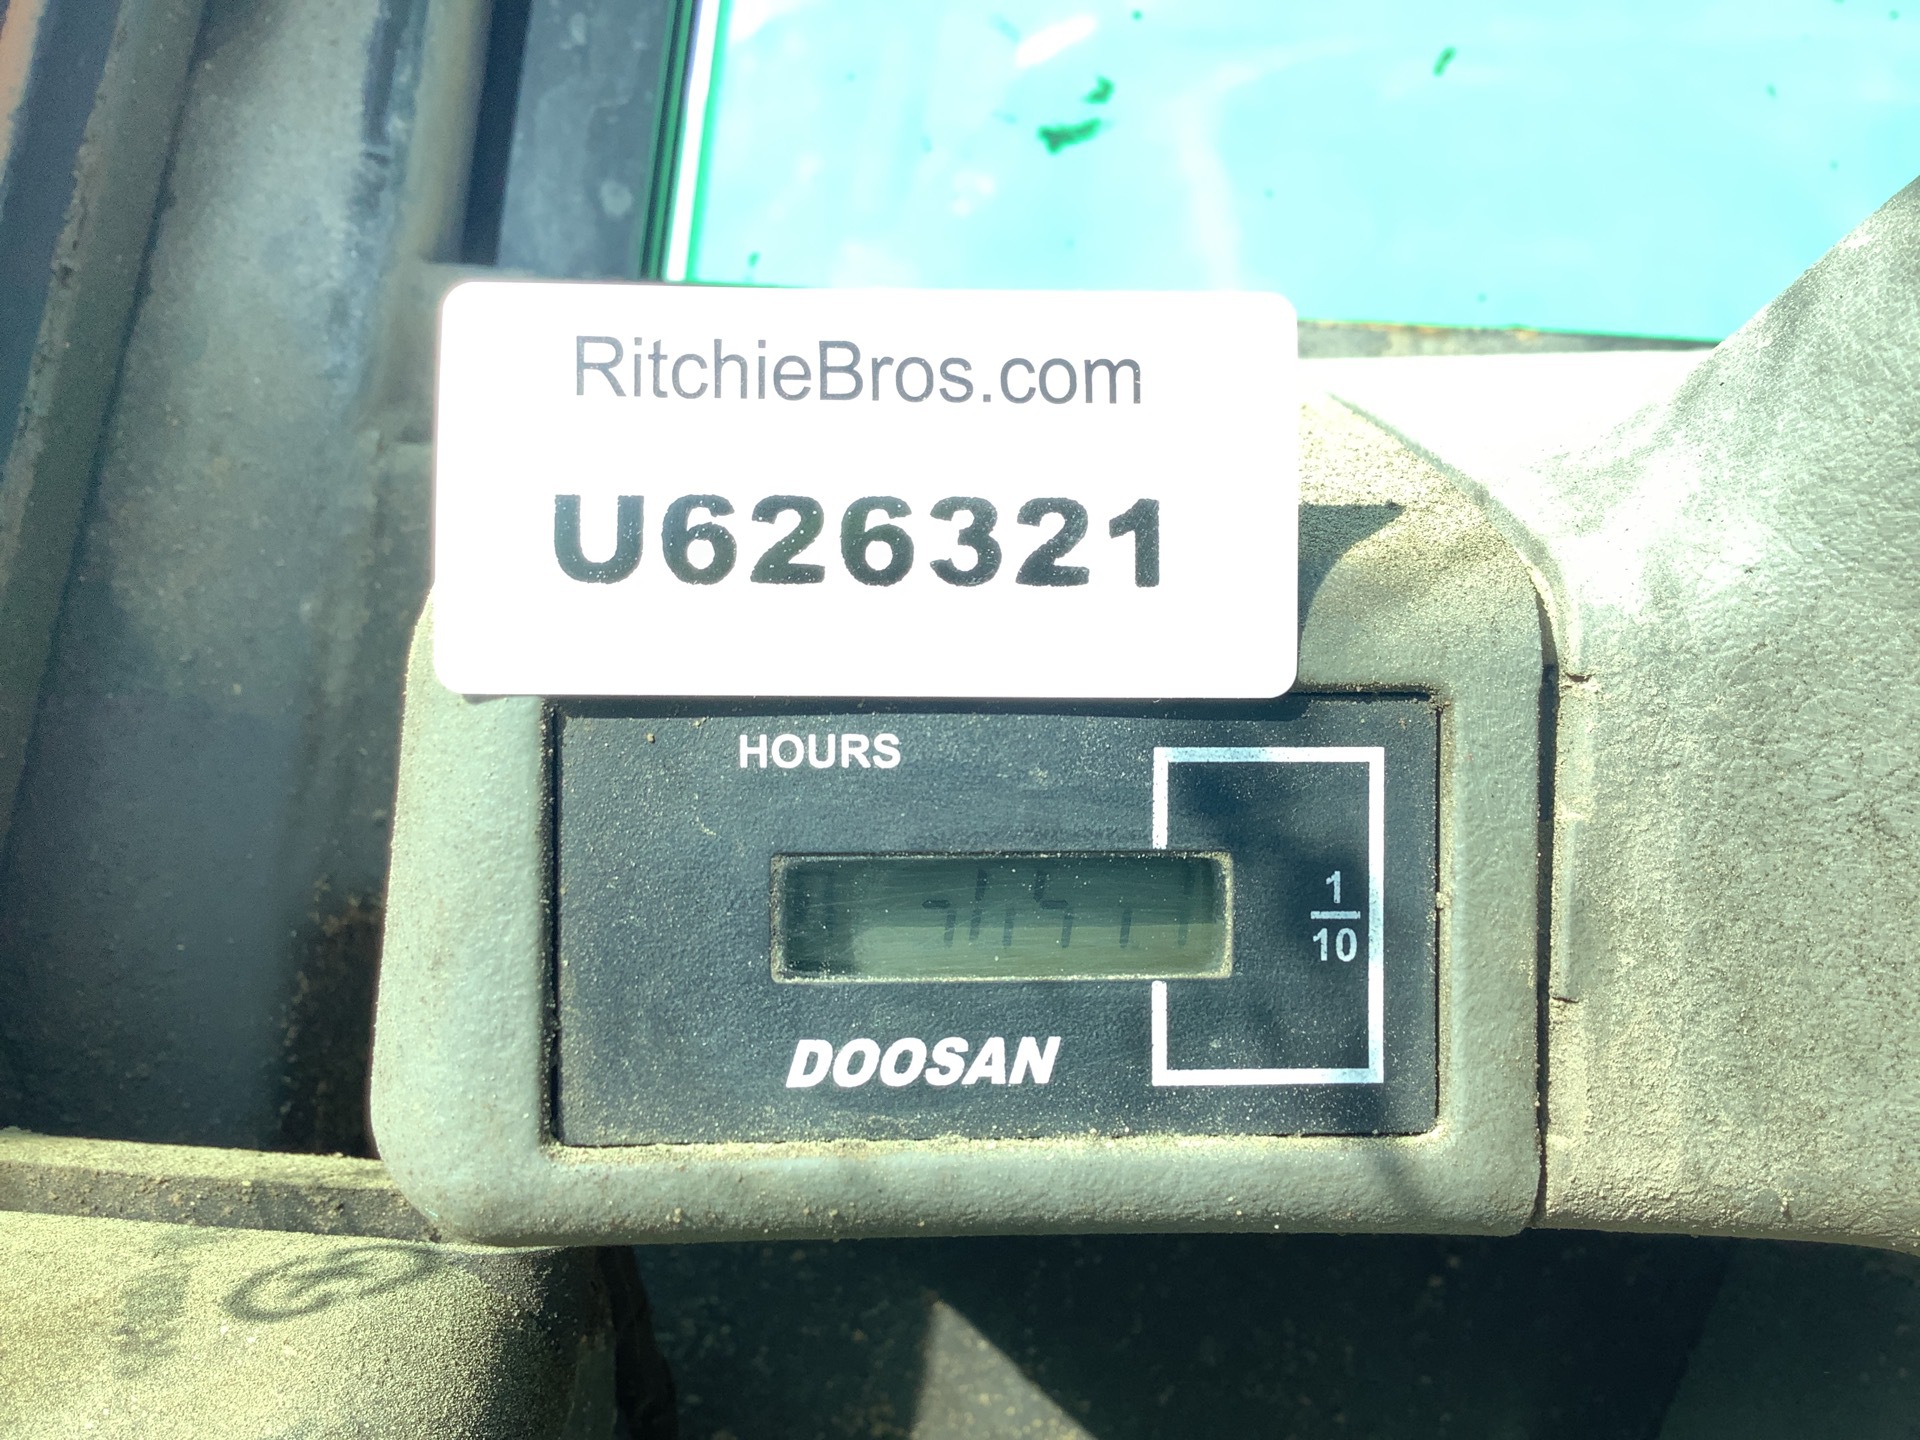 RitchieBros.com
U626321
HOURS
1
10
DOOSAN